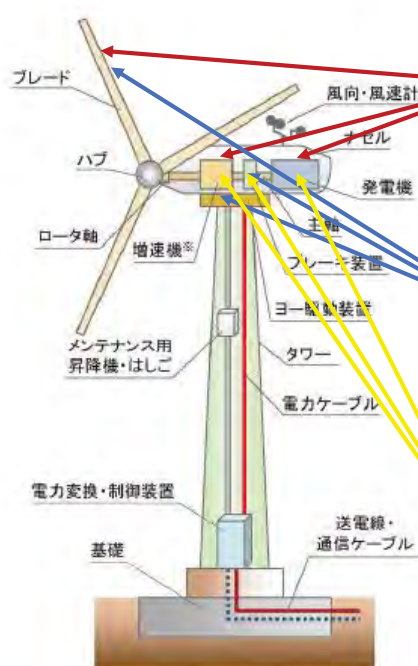 ブレード
風向・風速計
ナセル
ハブ
発電機
ロータ軸
主軸
増速機※
ブレーキ装置
ヨー駆動装置
メンテナンス用
昇降機・はしご
タワー
電力ケーブル
電力変換・制御装置
送電線・
通信ケーブル
基礎